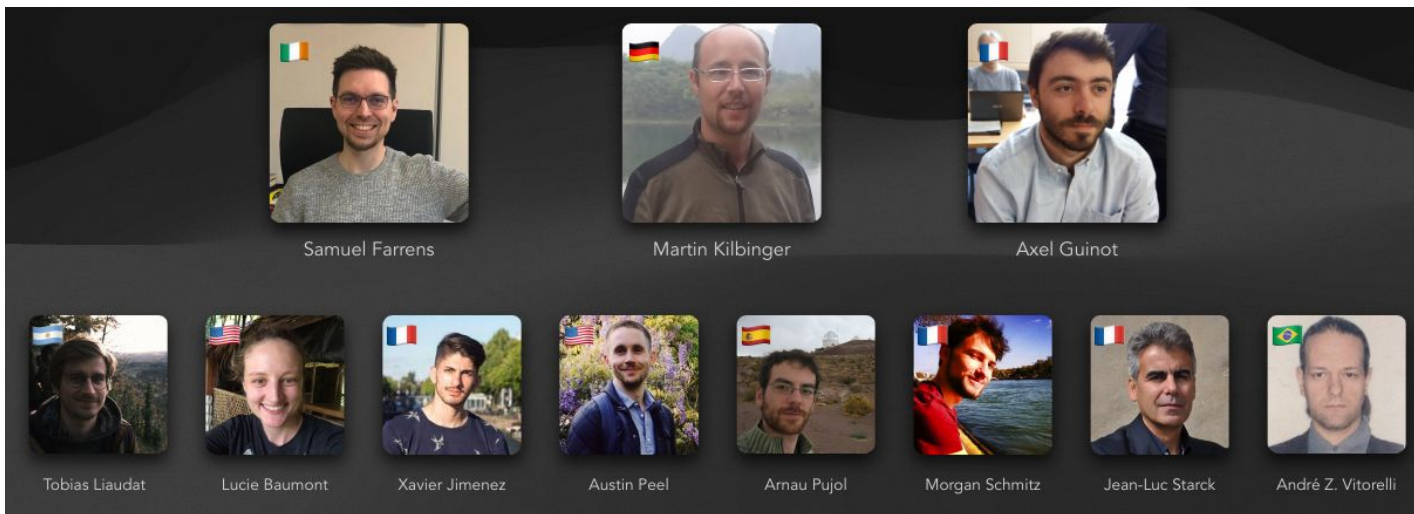 Samuel Farrens
Martin Kilbinger
Axel Guinot
Tobias Liaudat
Lucie Baumont
Xavier Jimenez
Austin Peel
Arnau Pujol
Morgan Schmitz
Jean-Luc Starck
André Z. Vitorelli